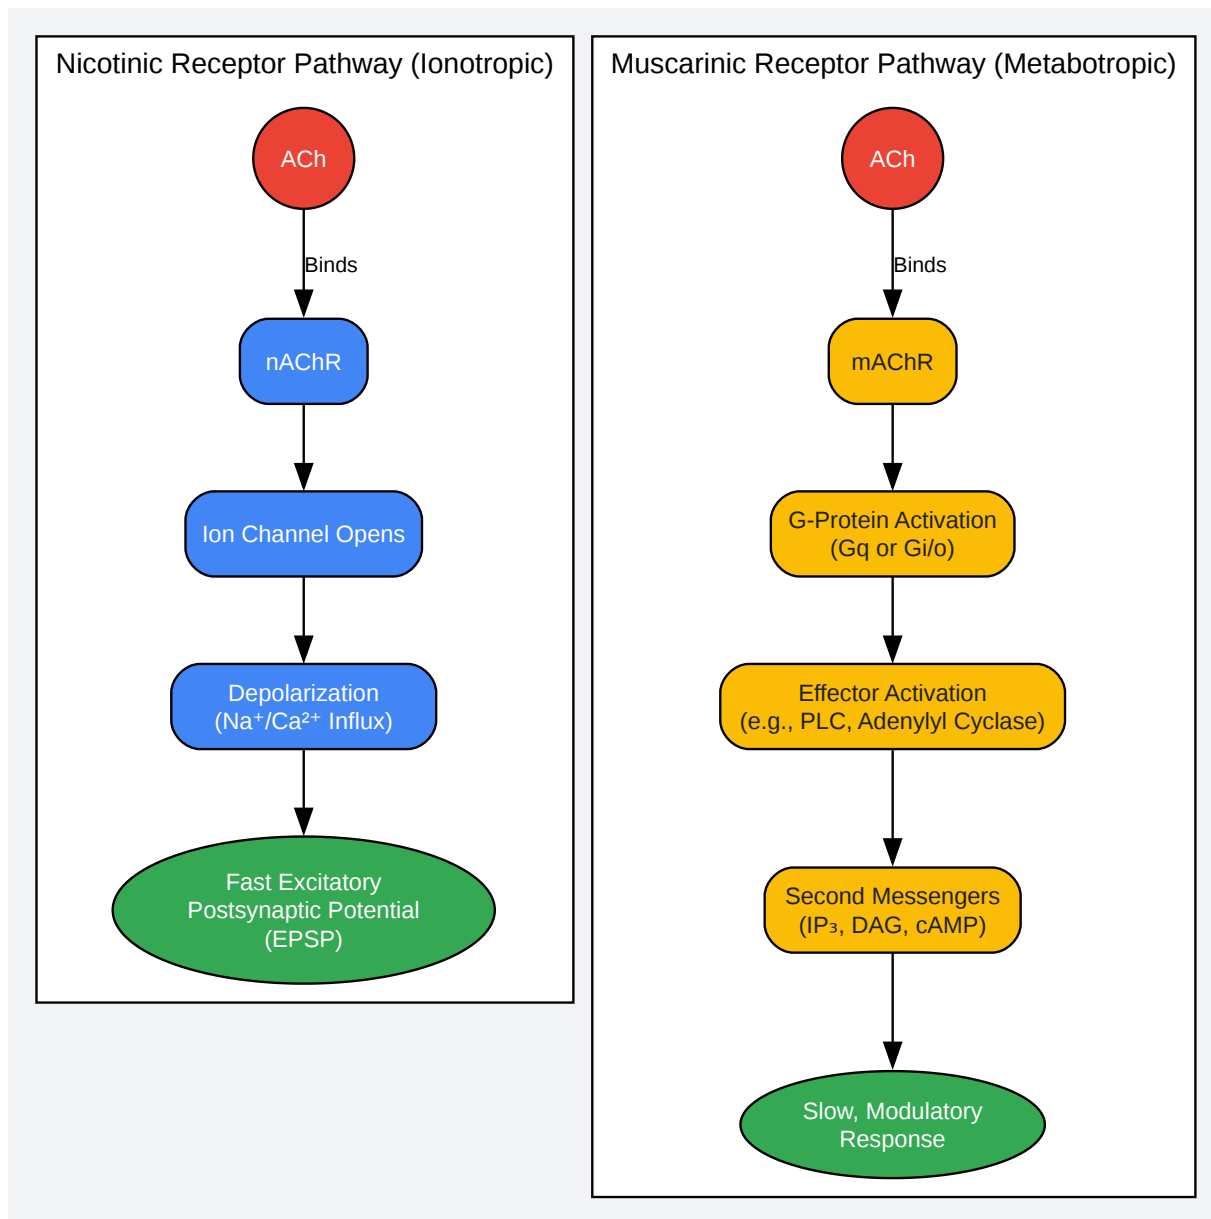 Nicotinic Receptor Pathway (Ionotropic)
ACh
Binds
nAChR
Ion Channel Opens
Depolarization
(Na⁺/Ca²⁺ Influx)
Fast Excitatory
Postsynaptic Potential
(EPSP)
Muscarinic Receptor Pathway (Metabotropic)
ACh
Binds
mAChR
G-Protein Activation
(Gq or Gi/o)
Effector Activation
(e.g., PLC, Adenylyl Cyclase)
Second Messengers
(IP₃, DAG, cAMP)
Slow, Modulatory
Response